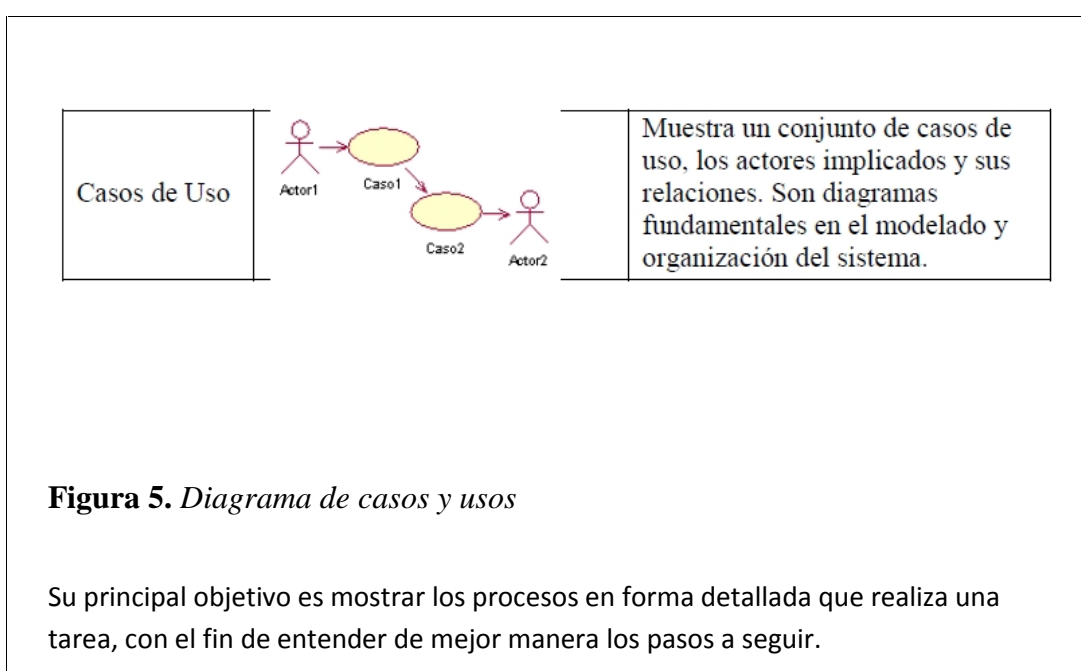 Casos de Uso
Actor1
Caso1
Caso2
Actor2
Muestra un conjunto de casos de
uso, los actores implicados y sus
relaciones. Son diagramas
fundamentales en el modelado y
organización del sistema.
Figura 5. Diagrama de casos y usos
Su principal objetivo es mostrar los procesos en forma detallada que realiza una
tarea, con el fin de entender de mejor manera los pasos a seguir.